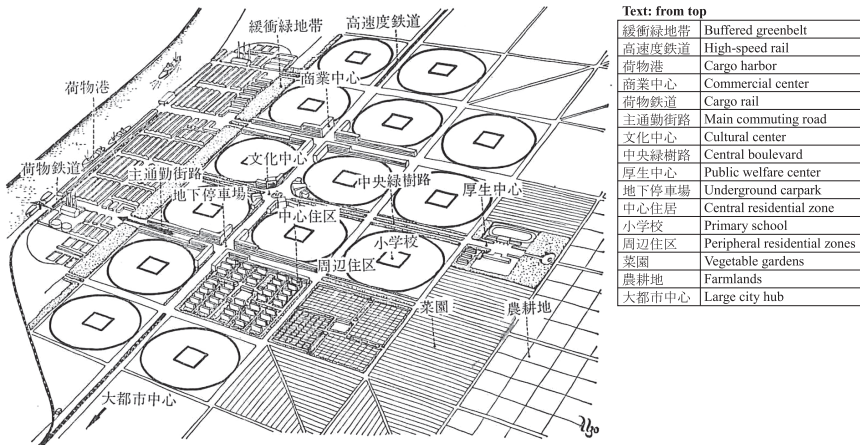 緩衝緑地帯
高速度鉄道
荷物港
商業中心
荷物鉄道
主通勤街路
文化中心
中央緑樹路
厚生中心
地下停車場
中心住区
小学校
周辺住区
菜園
農耕地
大都市中心
Text: from top
緩衝緑地帯 Buffered greenbelt
高速度鉄道 High-speed rail
荷物港 Cargo harbor
商業中心 Commercial center
荷物鉄道 Cargo rail
主通勤街路 Main commuting road
文化中心 Cultural center
中央緑樹路 Central boulevard
厚生中心 Public welfare center
地下停車場 Underground carpark
中心住居 Central residential zone
小学校 Primary school
周辺住区 Peripheral residential zones
菜園 Vegetable gardens
農耕地 Farmlands
大都市中心 Large city hub